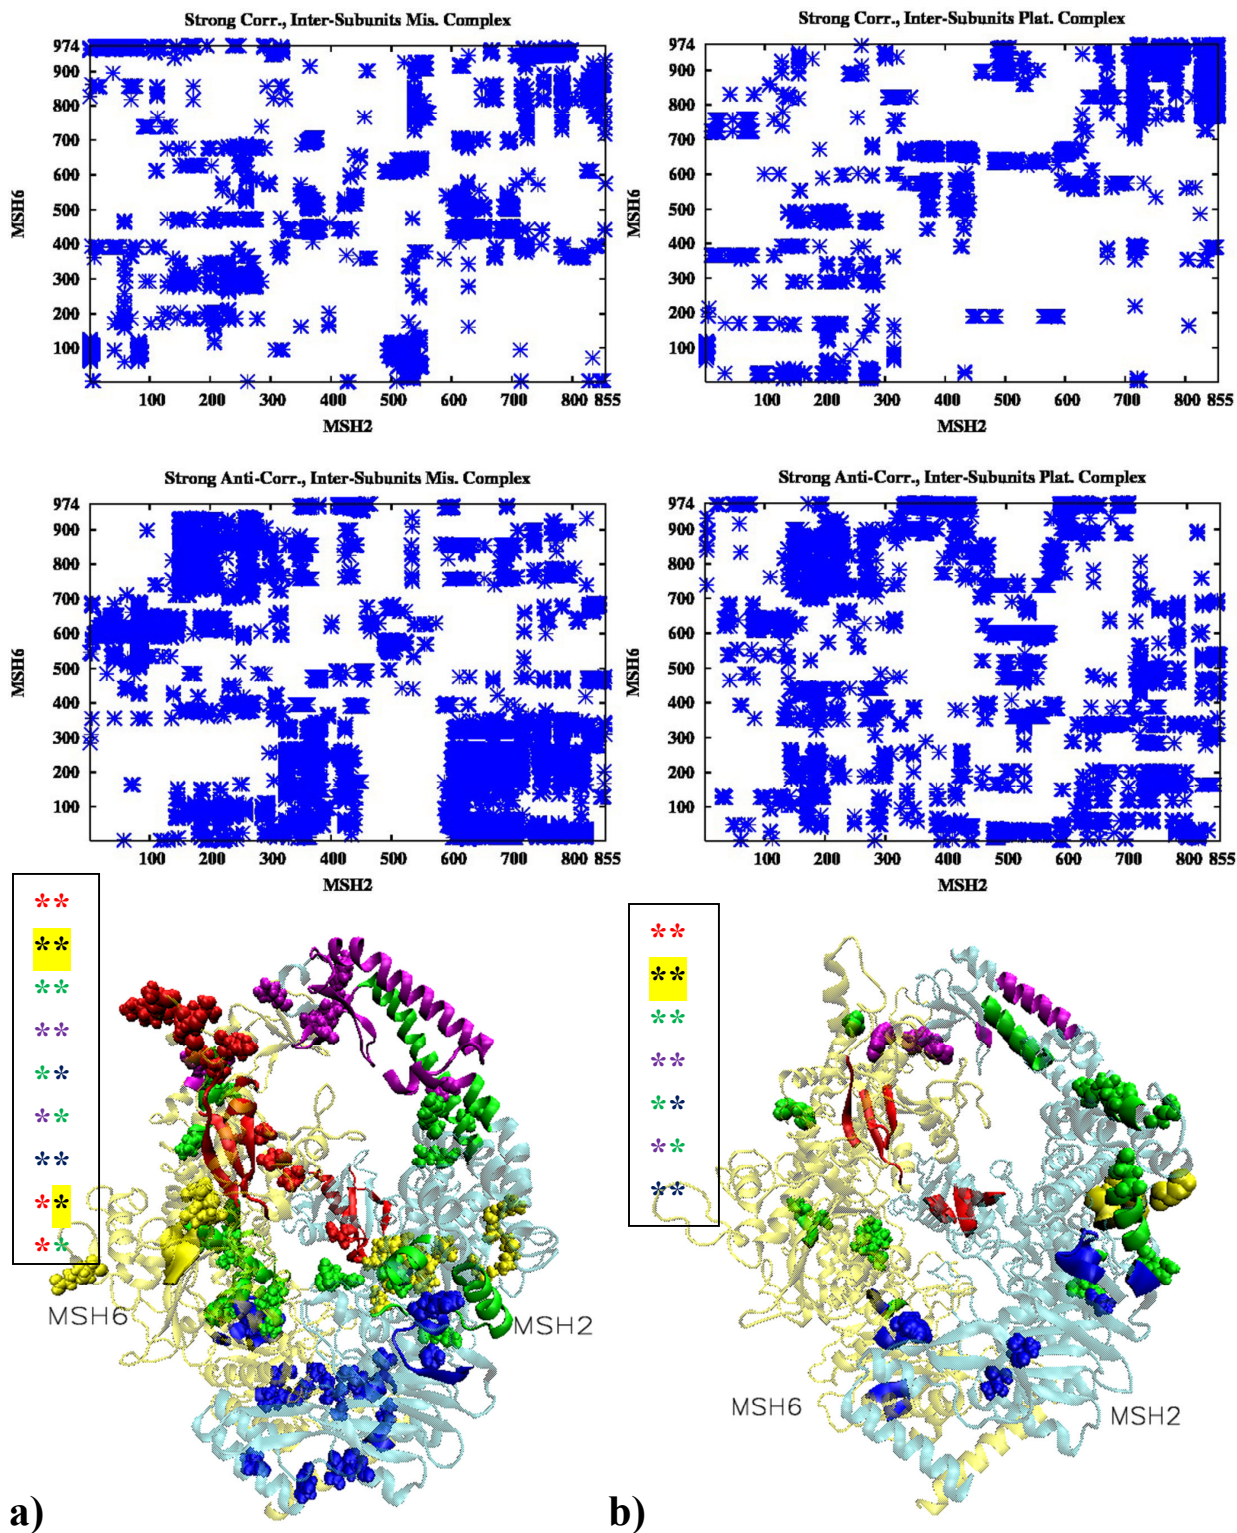 Strong Corr., Inter-Subunits Mis. Complex
974
900
800
700
600
500
400
300
200
100
MSH6
100 200 300 400 500 600 700 800 855
MSH2
Strong Corr., Inter-Subunits Plat. Complex
974
900
800
700
600
500
400
300
200
100
MSH6
100 200 300 400 500 600 700 800 855
MSH2
Strong Anti-Corr., Inter-Subunits Mis. Complex
974
900
800
700
600
500
400
300
200
100
MSH6
100 200 300 400 500 600 700 800 855
MSH2
Strong Anti-Corr., Inter-Subunits Plat. Complex
974
900
800
700
600
500
400
300
200
100
MSH6
100 200 300 400 500 600 700 800 855
MSH2
**
**
**
**
**
**
**
**
**
MSH6
MSH2
a)
**
**
**
**
**
**
**
MSH6
MSH2
b)